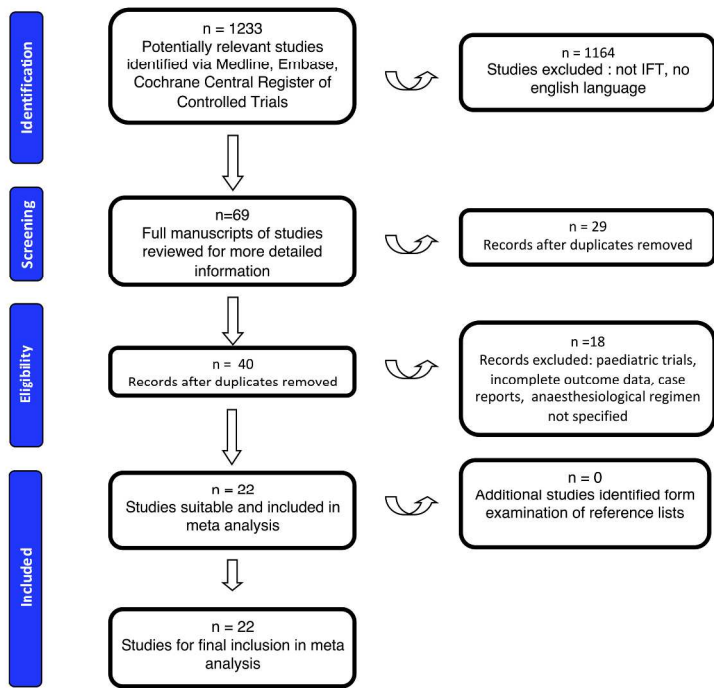 Identification
n = 1233
Potentially relevant studies
identified via Medline, Embase,
Cochrane Central Register of
Controlled Trials
n = 1164
Studies excluded : not IFT, no
english language
Screening
n=69
Full manuscripts of studies
reviewed for more detailed
information
n = 29
Records after duplicates removed
Eligibility
n = 40
Records after duplicates removed
n =18
Records excluded: paediatric trials,
incomplete outcome data, case
reports, anaesthesiological regimen
not specified
Included
n = 22
Studies suitable and included in
meta analysis
n = 0
Additional studies identified form
examination of reference lists
n = 22
Studies for final inclusion in meta
analysis